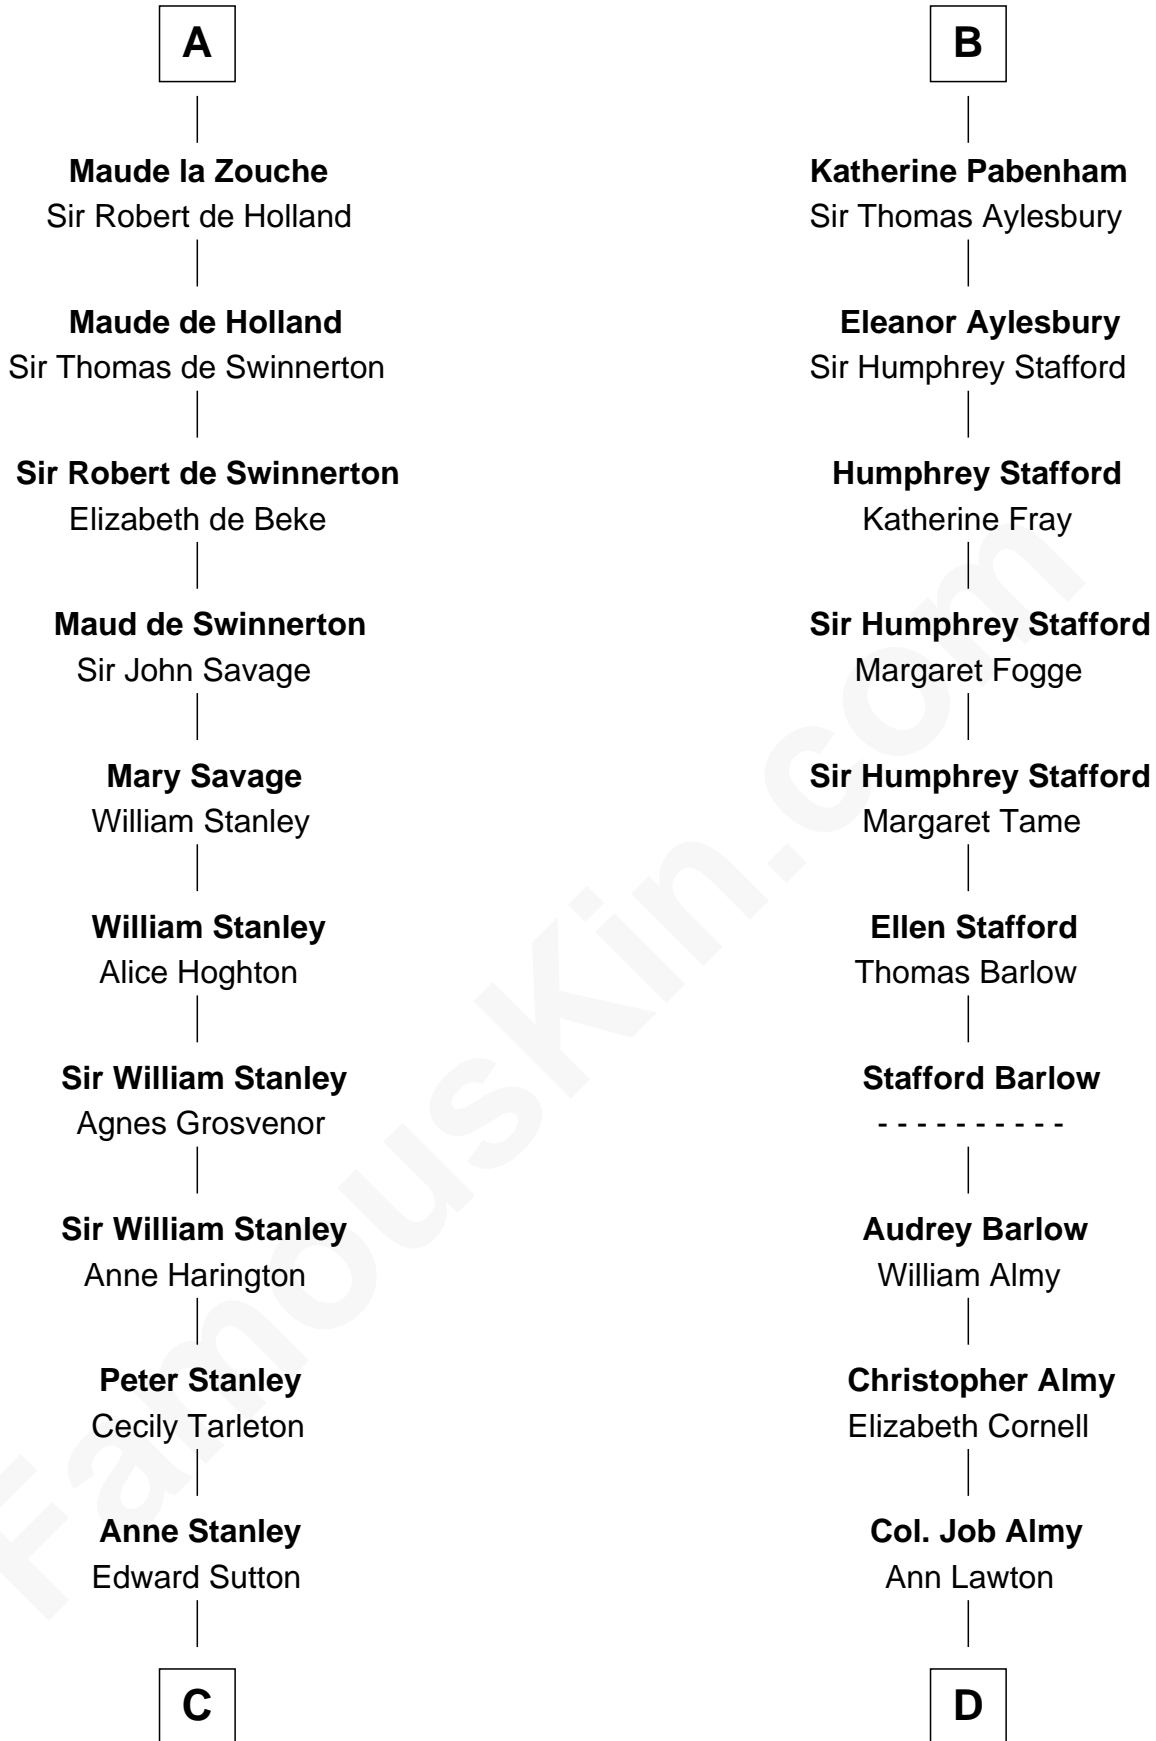 A
Maude la Zouche
Sir Robert de Holland
Maude de Holland
Sir Thomas de Swinnerton
Sir Robert de Swinnerton
Elizabeth de Beke
Maud de Swinnerton
Sir John Savage
Mary Savage
William Stanley
William Stanley
Alice Hoghton
Sir William Stanley
Agnes Grosvenor
Sir William Stanley
Anne Harington
Peter Stanley
Cecily Tarleton
Anne Stanley
Edward Sutton
C
B
Katherine Pabenham
Sir Thomas Aylesbury
Eleanor Aylesbury
Sir Humphrey Stafford
Humphrey Stafford
Katherine Fray
Sir Humphrey Stafford
Margaret Fogge
Sir Humphrey Stafford
Margaret Tame
Ellen Stafford
Thomas Barlow
Stafford Barlow
- - - - - - - - - -
Audrey Barlow
William Almy
Christopher Almy
Elizabeth Cornell
Col. Job Almy
Ann Lawton
D
FamousKin.com